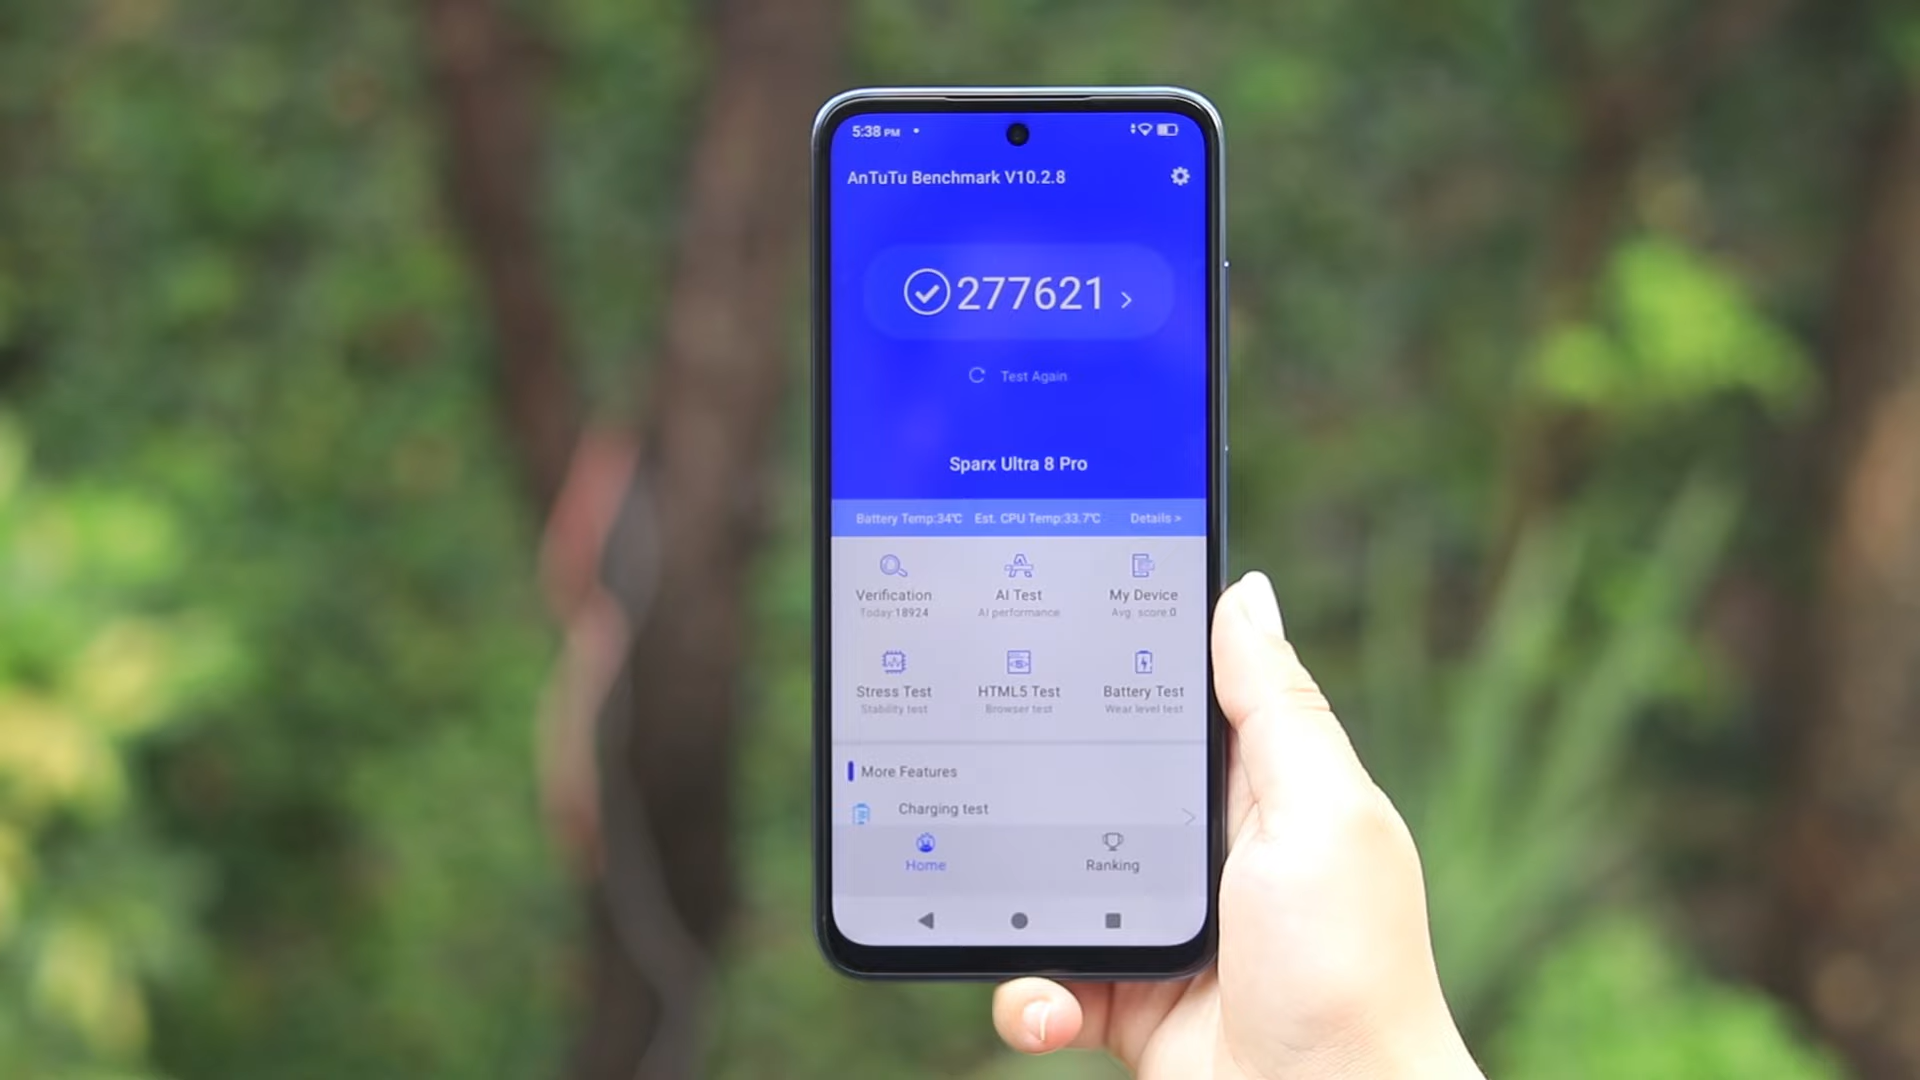 5:38 PM
AnTuTu Benchmark V10.2.8
277621 >
Test Again
Sparx Ultra 8 Pro
Battery Temp:34℃ Est. CPU Temp:33.7℃ Details >
Verification AI Test My Device
Today:18924 AI performance Avg. score:0
Stress Test HTML5 Test Battery Test
Stability test Browser test Wear level test
More Features
Charging test
Home Ranking